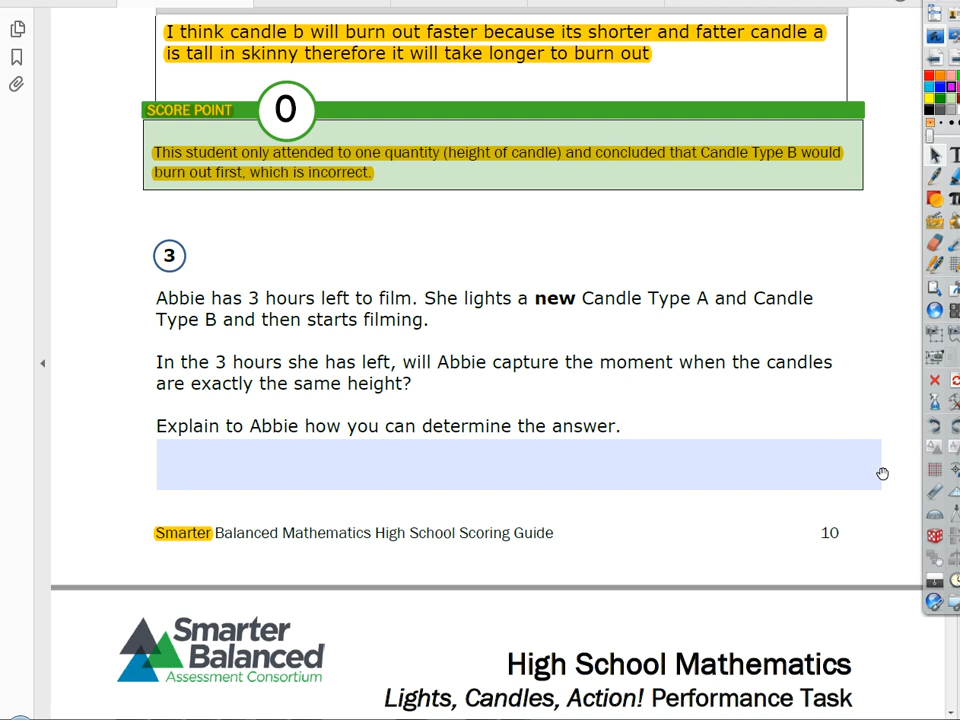 I think candle b will burn out faster because its shorter and fatter candle a
is tall in skinny therefore it will take longer to burn out
SCORE POINT 0
This student only attended to one quantity (height of candle) and concluded that Candle Type B would
burn out first, which is incorrect.
3
Abbie has 3 hours left to film. She lights a new Candle Type A and Candle
Type B and then starts filming.
In the 3 hours she has left, will Abbie capture the moment when the candles
are exactly the same height?
Explain to Abbie how you can determine the answer.
Smarter Balanced Mathematics High School Scoring Guide 10
Smarter
Balanced
Assessment Consortium
High School Mathematics
Lights, Candles, Action! Performance Task